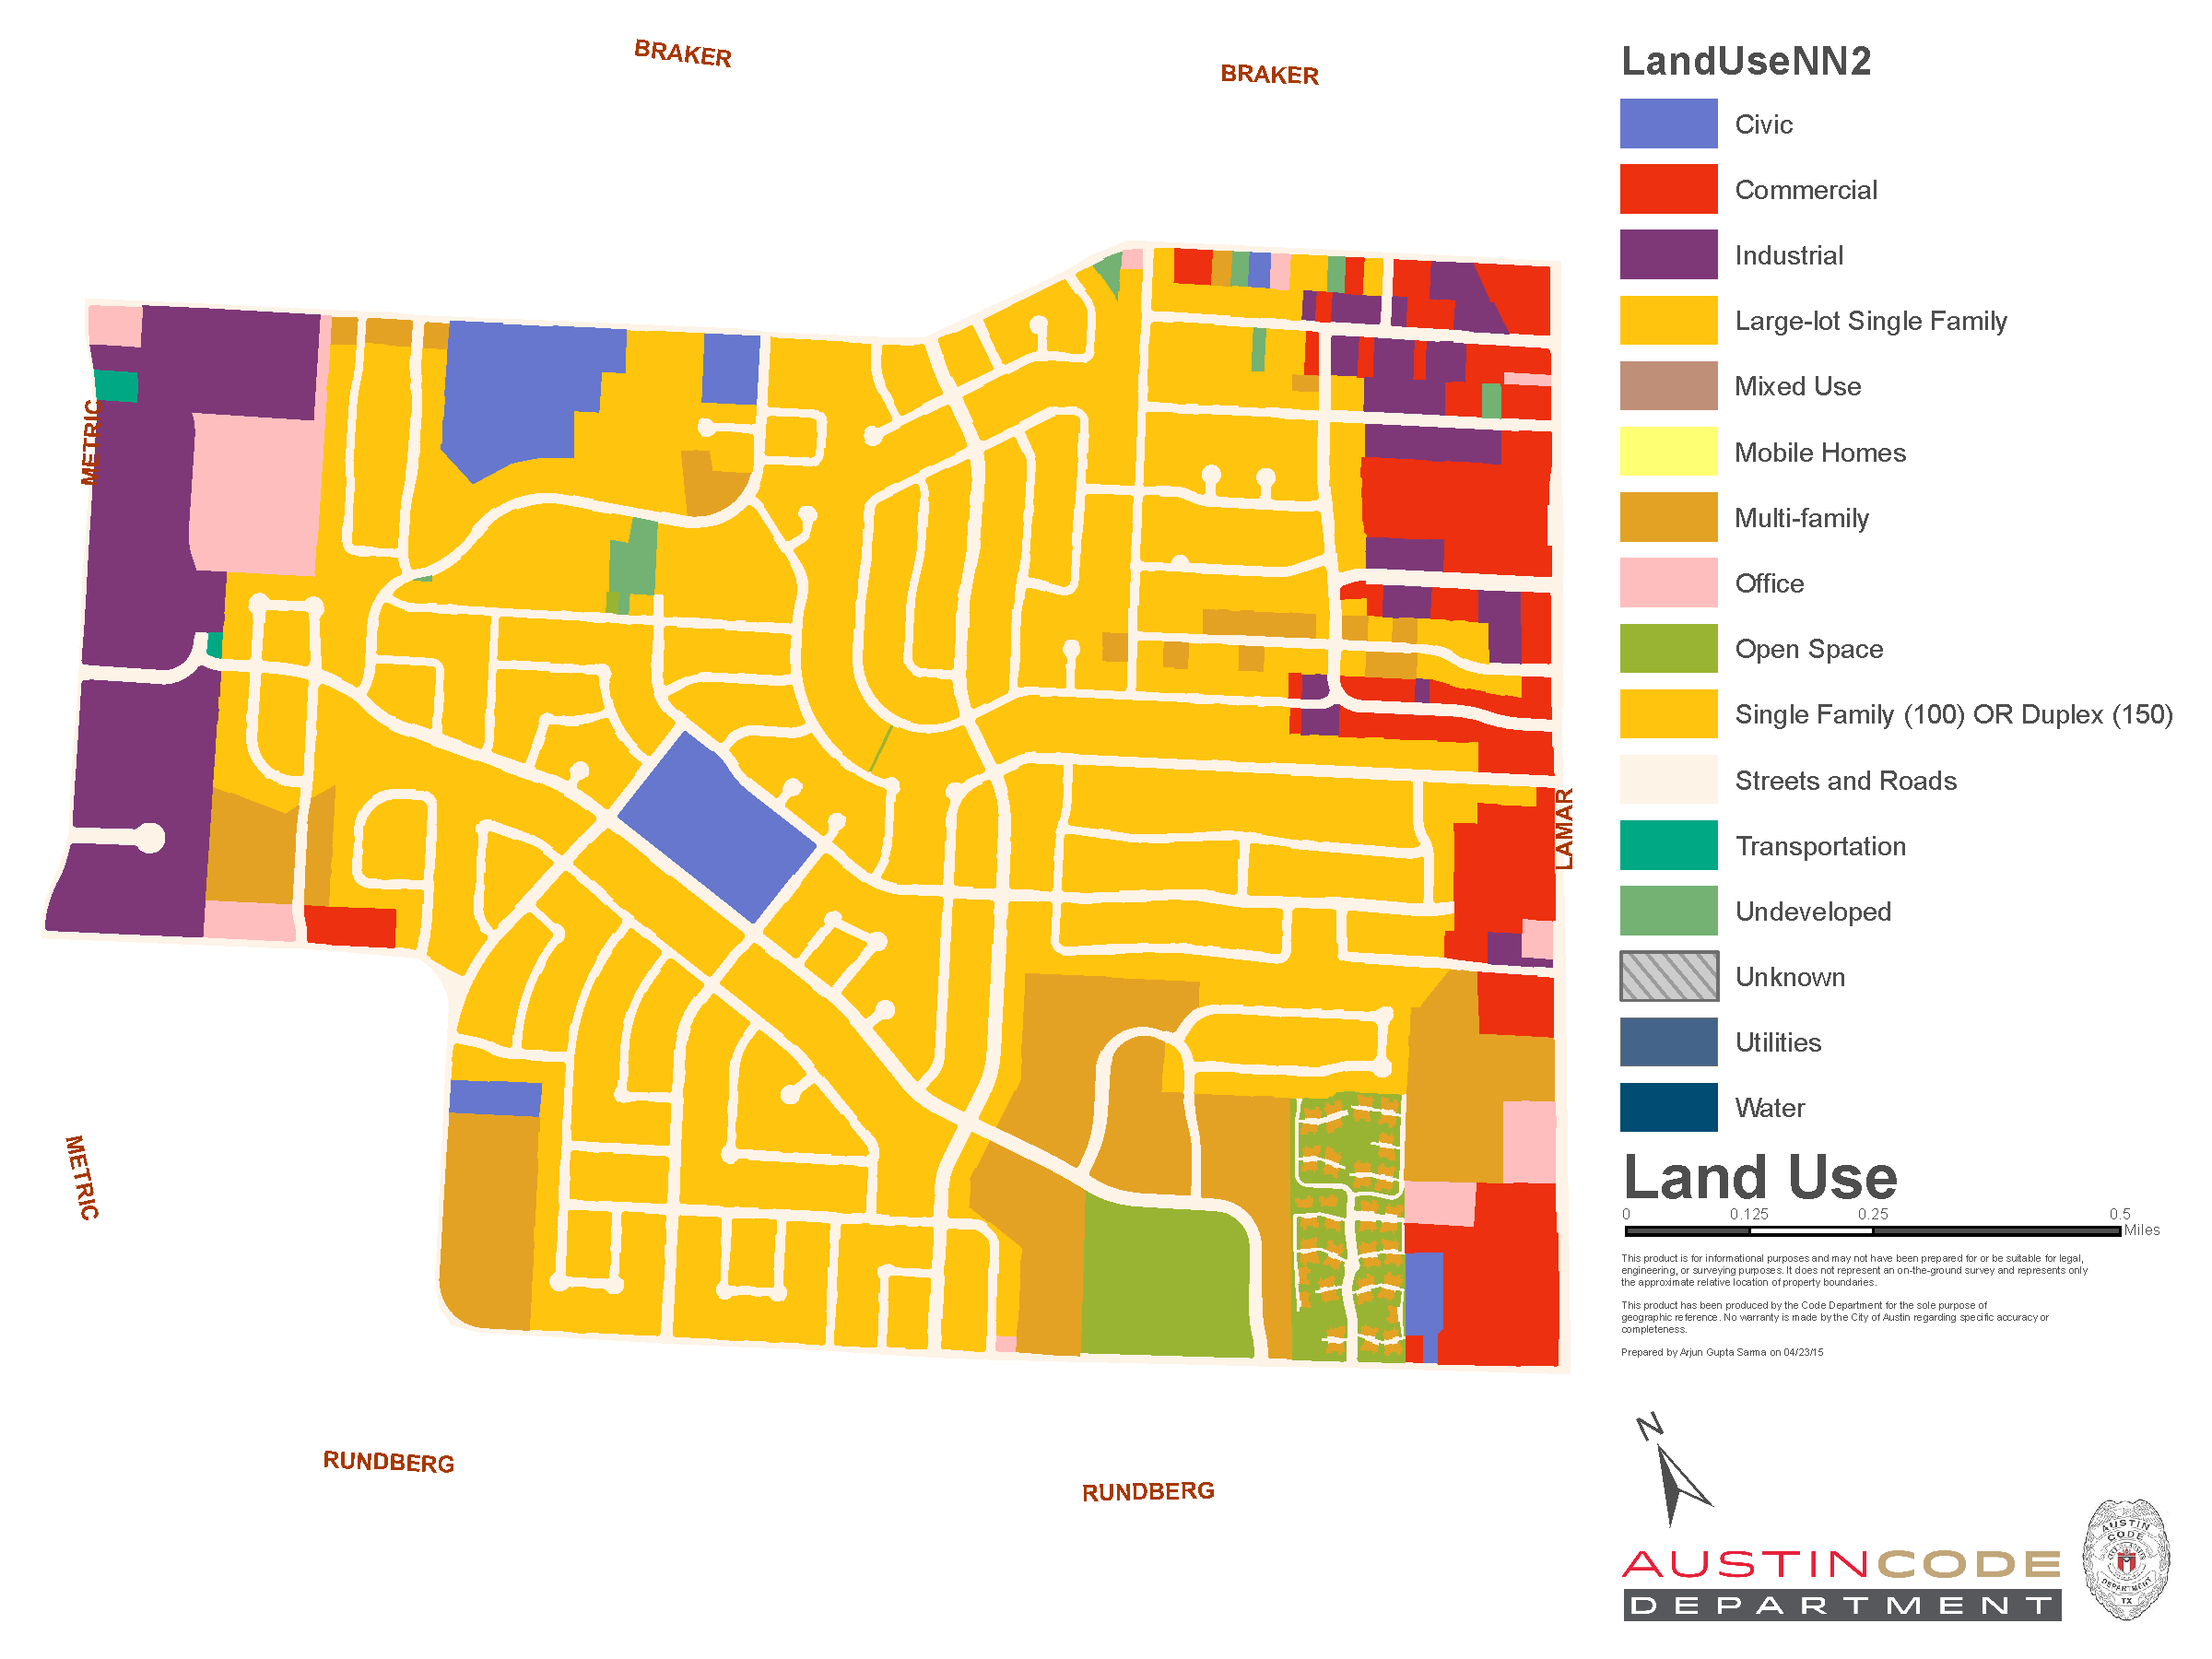 BRAKER
BRAKER
METRIC
LAMAR
METRIC
RUNDBERG
RUNDBERG
LandUseNN2
Civic
Commercial
Industrial
Large-lot Single Family
Mixed Use
Mobile Homes
Multi-family
Office
Open Space
Single Family (100) OR Duplex (150)
Streets and Roads
Transportation
Undeveloped
Unknown
Utilities
Water
Land Use
0 0.125 0.25 0.5
Miles
This product is for informational purposes and may not have been prepared for or be suitable for legal,
engineering, or surveying purposes. It does not represent an on-the-ground survey and represents only
the approximate relative location of property boundaries.
This product has been produced by the Code Department for the sole purpose of
geographic reference. No warranty is made by the City of Austin regarding specific accuracy or
completeness.
Prepared by Arjun Gupta Sarma on 04/23/15
N
AUSTINCODE
DEPARTMENT
AUSTIN
CODE
DEPARTMENT
TX